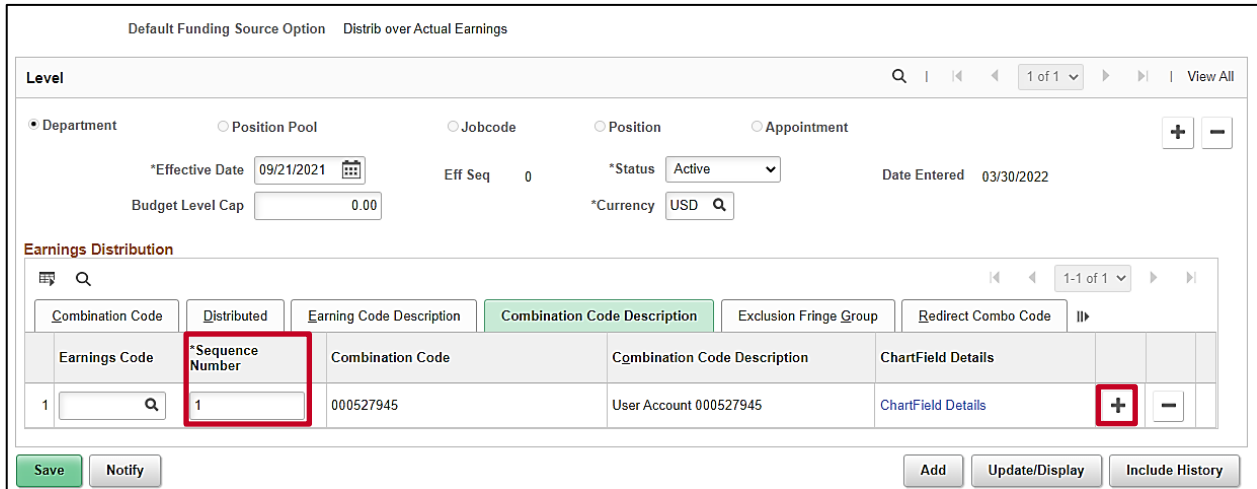 Default Funding Source Option Distrib over Actual Earnings
Level 1 of 1 View All
Department Position Pool Jobcode Position Appointment
*Effective Date 09/21/2021 Eff Seq 0 *Status Active Date Entered 03/30/2022
Budget Level Cap 0.00 *Currency USD
Earnings Distribution
1-1 of 1
Combination Code Distributed Earning Code Description Combination Code Description Exclusion Fringe Group Redirect Combo Code
Earnings Code *Sequence Number Combination Code Combination Code Description ChartField Details
1 1 000527945 User Account 000527945 ChartField Details
Save Notify Add Update/Display Include History